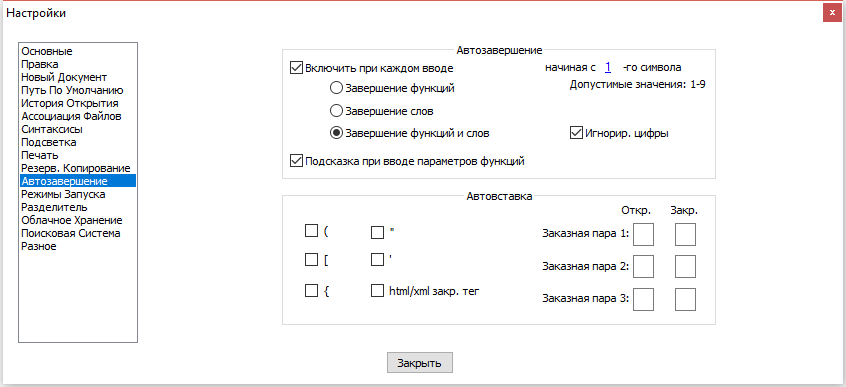 Настройки
x
Основные
Правка
Новый Документ
Путь По Умолчанию
История Открытия
Ассоциация Файлов
Синтаксисы
Подсветка
Печать
Резерв. Копирование
Автозавершение
Режимы Запуска
Разделитель
Облачное Хранение
Поисковая Система
Разное
Автозавершение
Включить при каждом вводе начиная с 1 -го символа
Завершение функций Допустимые значения: 1-9
Завершение слов
Завершение функций и слов Игнорир. цифры
Подсказка при вводе параметров функций
Автовставка
Откр. Закр.
( " Заказная пара 1:
[ ' Заказная пара 2:
{ html/xml закр. тег Заказная пара 3:
Закрыть